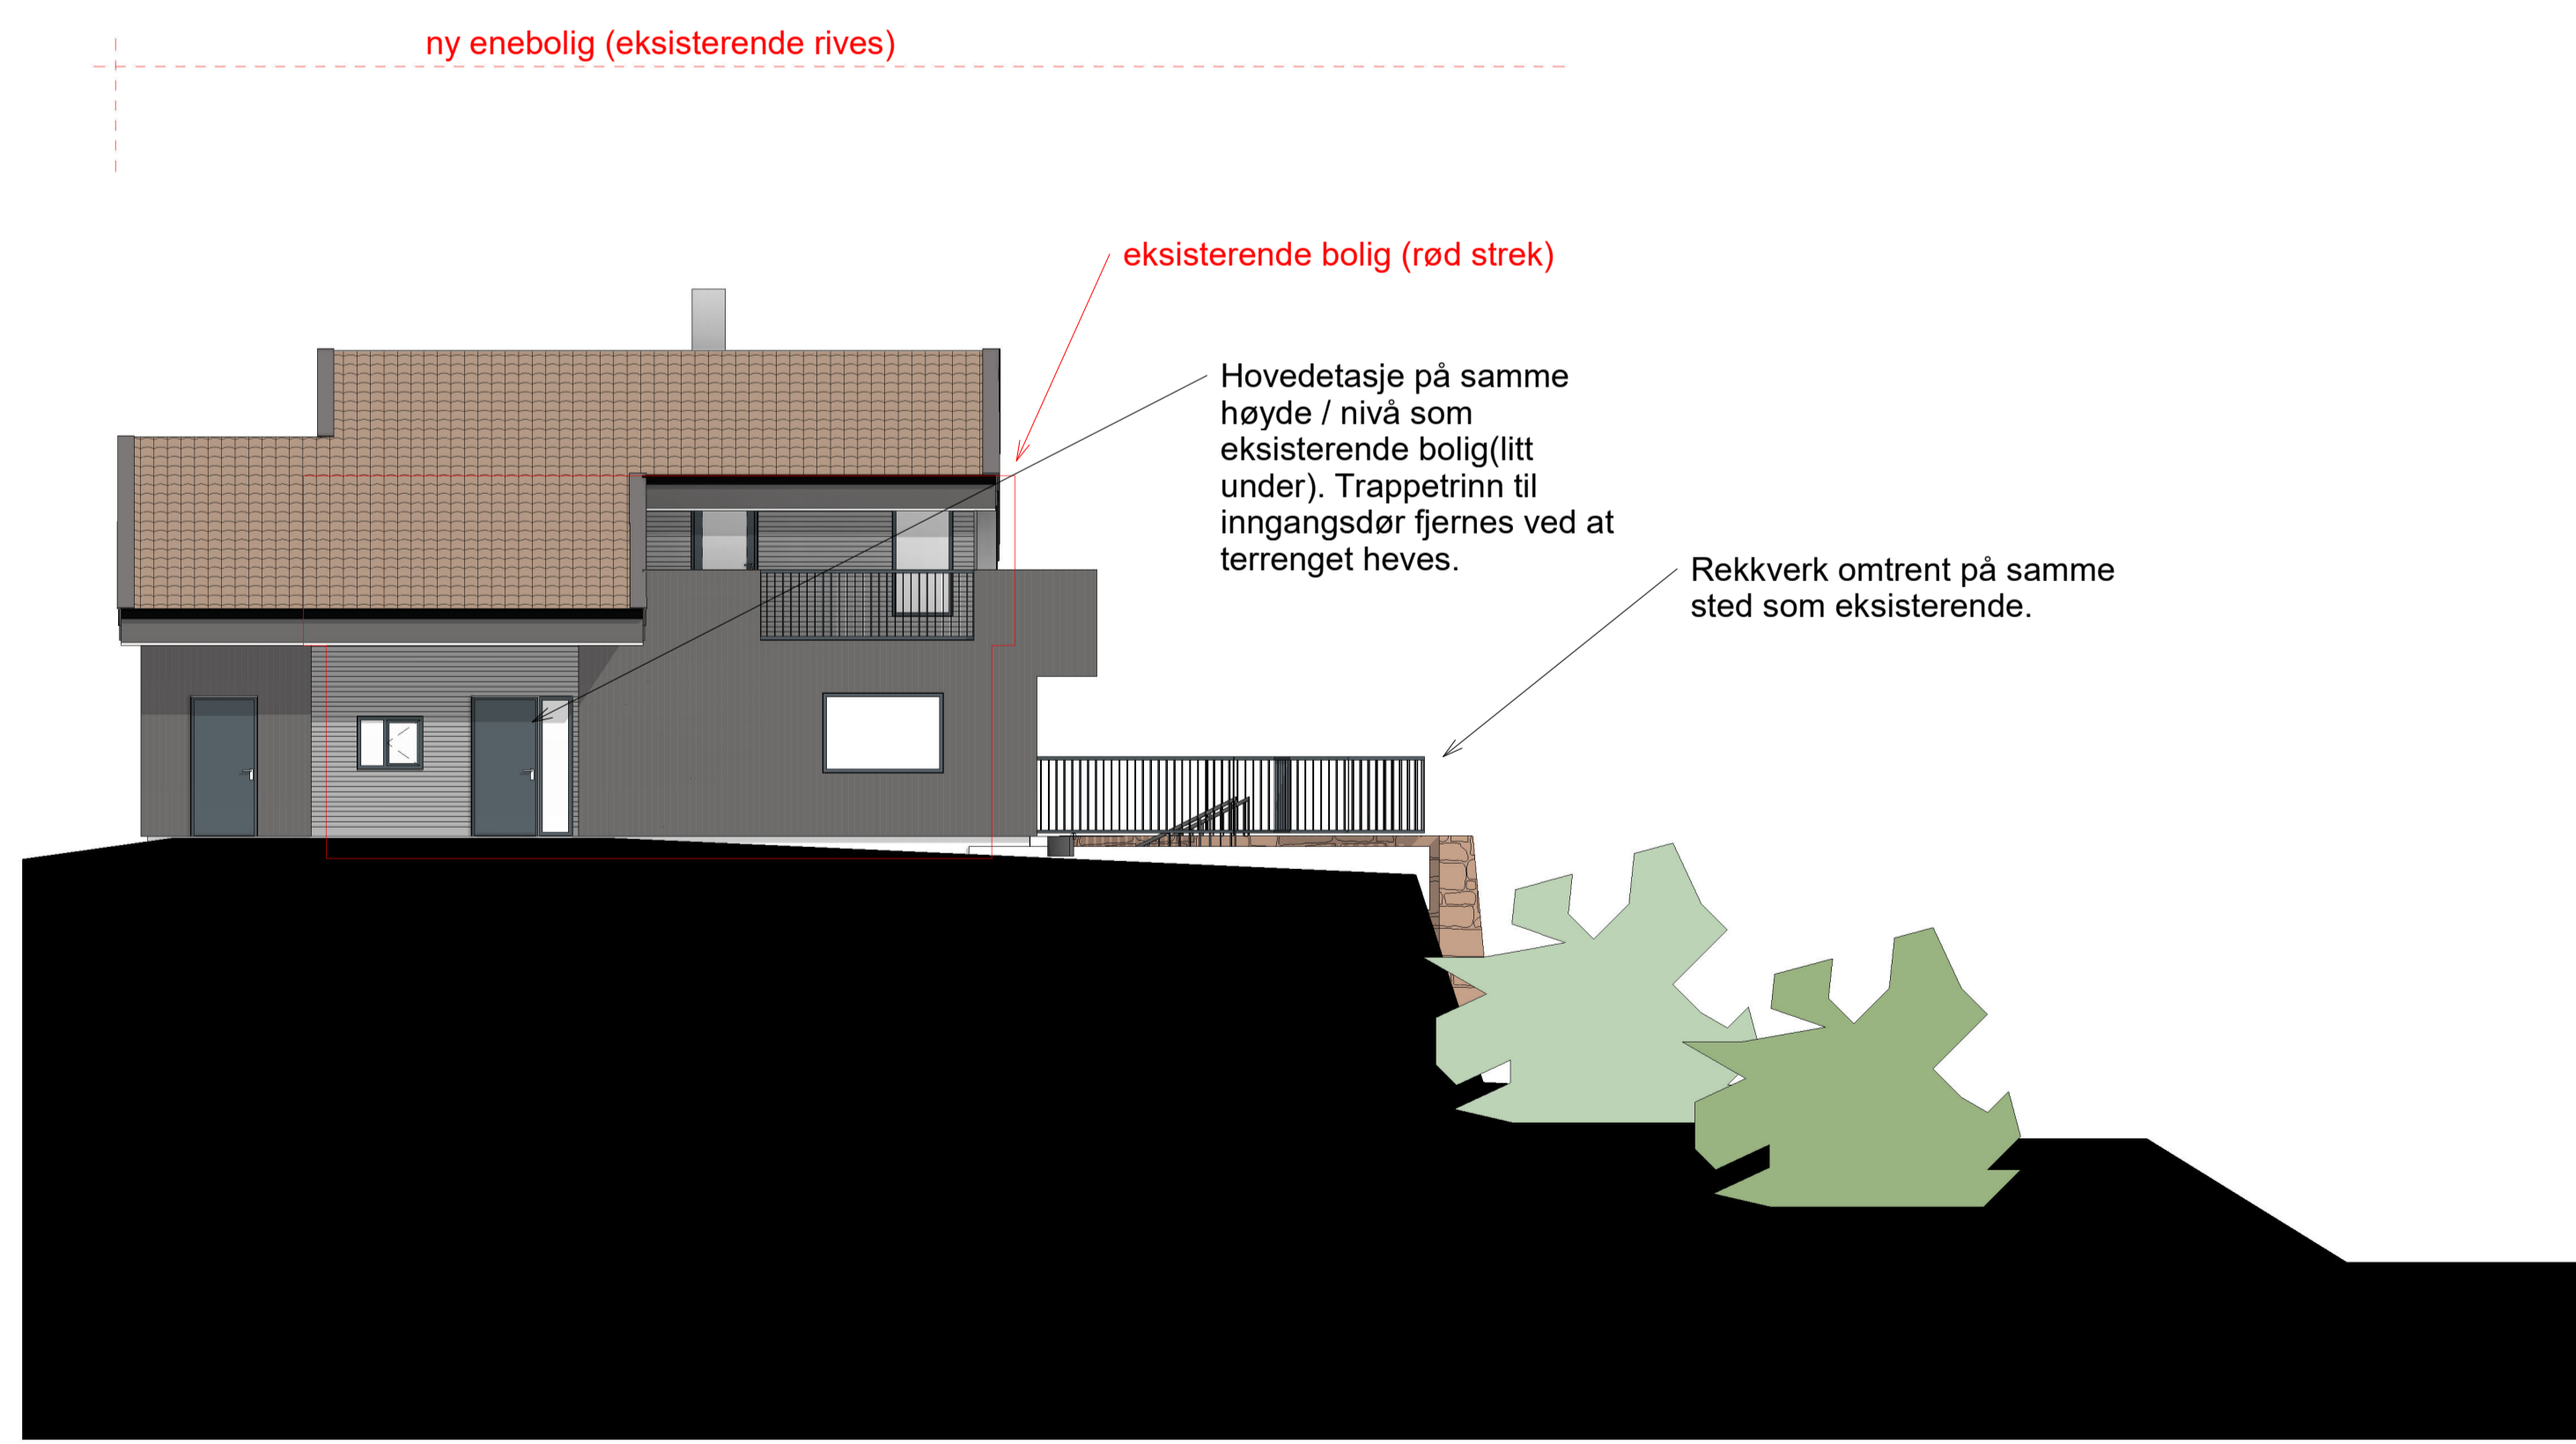 ny enebolig (eksisterende rives)
eksisterende bolig (rød strek)
Hovedetasje på samme
høyde / nivå som
eksisterende bolig(litt
under). Trappetrinn til
inngangsdør fjernes ved at
terrenget heves.
Rekkverk omtrent på samme
sted som eksisterende.